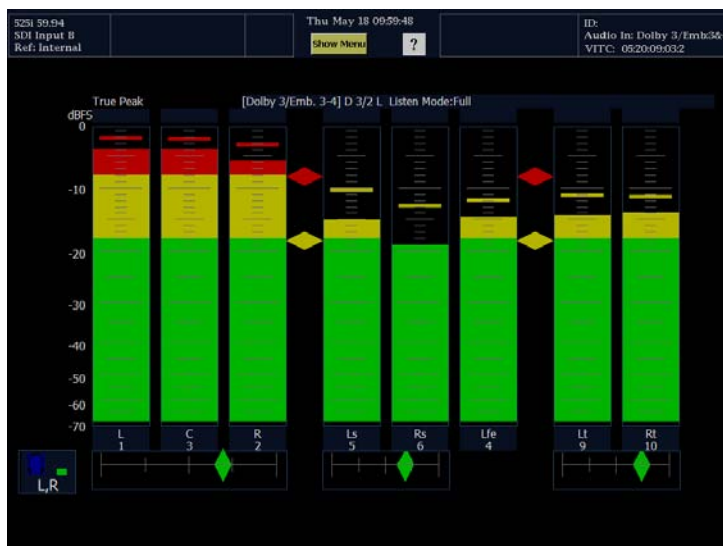 525i 59.94
SDI Input B
Ref: Internal
Thu May 18 09:59:48
Show Menu
?
ID:
Audio In: Dolby 3/Emb:3&
VITC: 05:20:09:03:2
True Peak
[Dolby 3/Emb. 3-4] D 3/2 L Listen Mode:Full
dBFS
0
-10
-20
-30
-40
-50
-60
-70
L C R Ls Rs Lfe Lt Rt
1 3 2 5 6 4 9 10
L,R